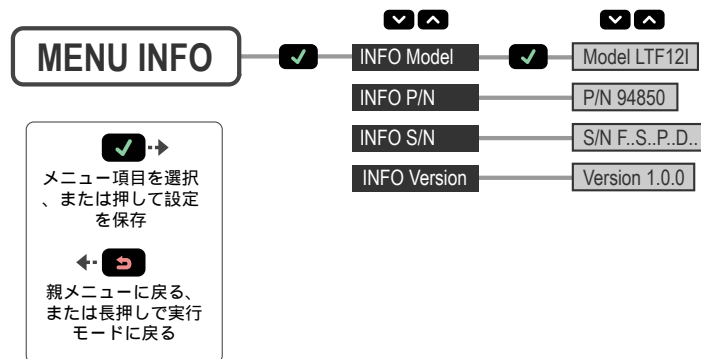 MENU INFO
INFO Model
Model LTF12I
INFO P/N
P/N 94850
INFO S/N
S/N F..S..P..D..
INFO Version
Version 1.0.0
メニュー項目を選択
、または押して設定
を保存
親メニューに戻る、
または長押しで実行
モードに戻る